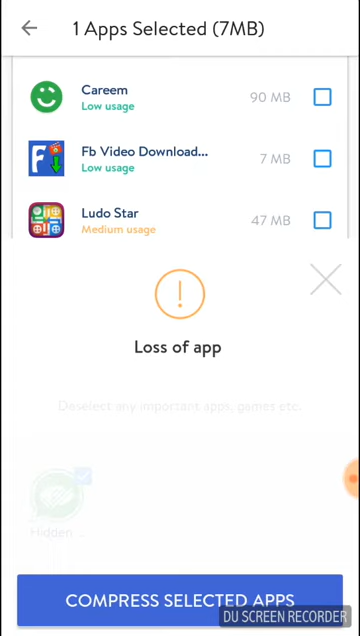 1 Apps Selected (7MB)
Careem
Low usage
90 MB
Fb Video Download...
Low usage
7 MB
Ludo Star
Medium usage
47 MB
Loss of app
Deselect any important apps, games etc.
Hidden ...
COMPRESS SELECTED APPS
DU SCREEN RECORDER